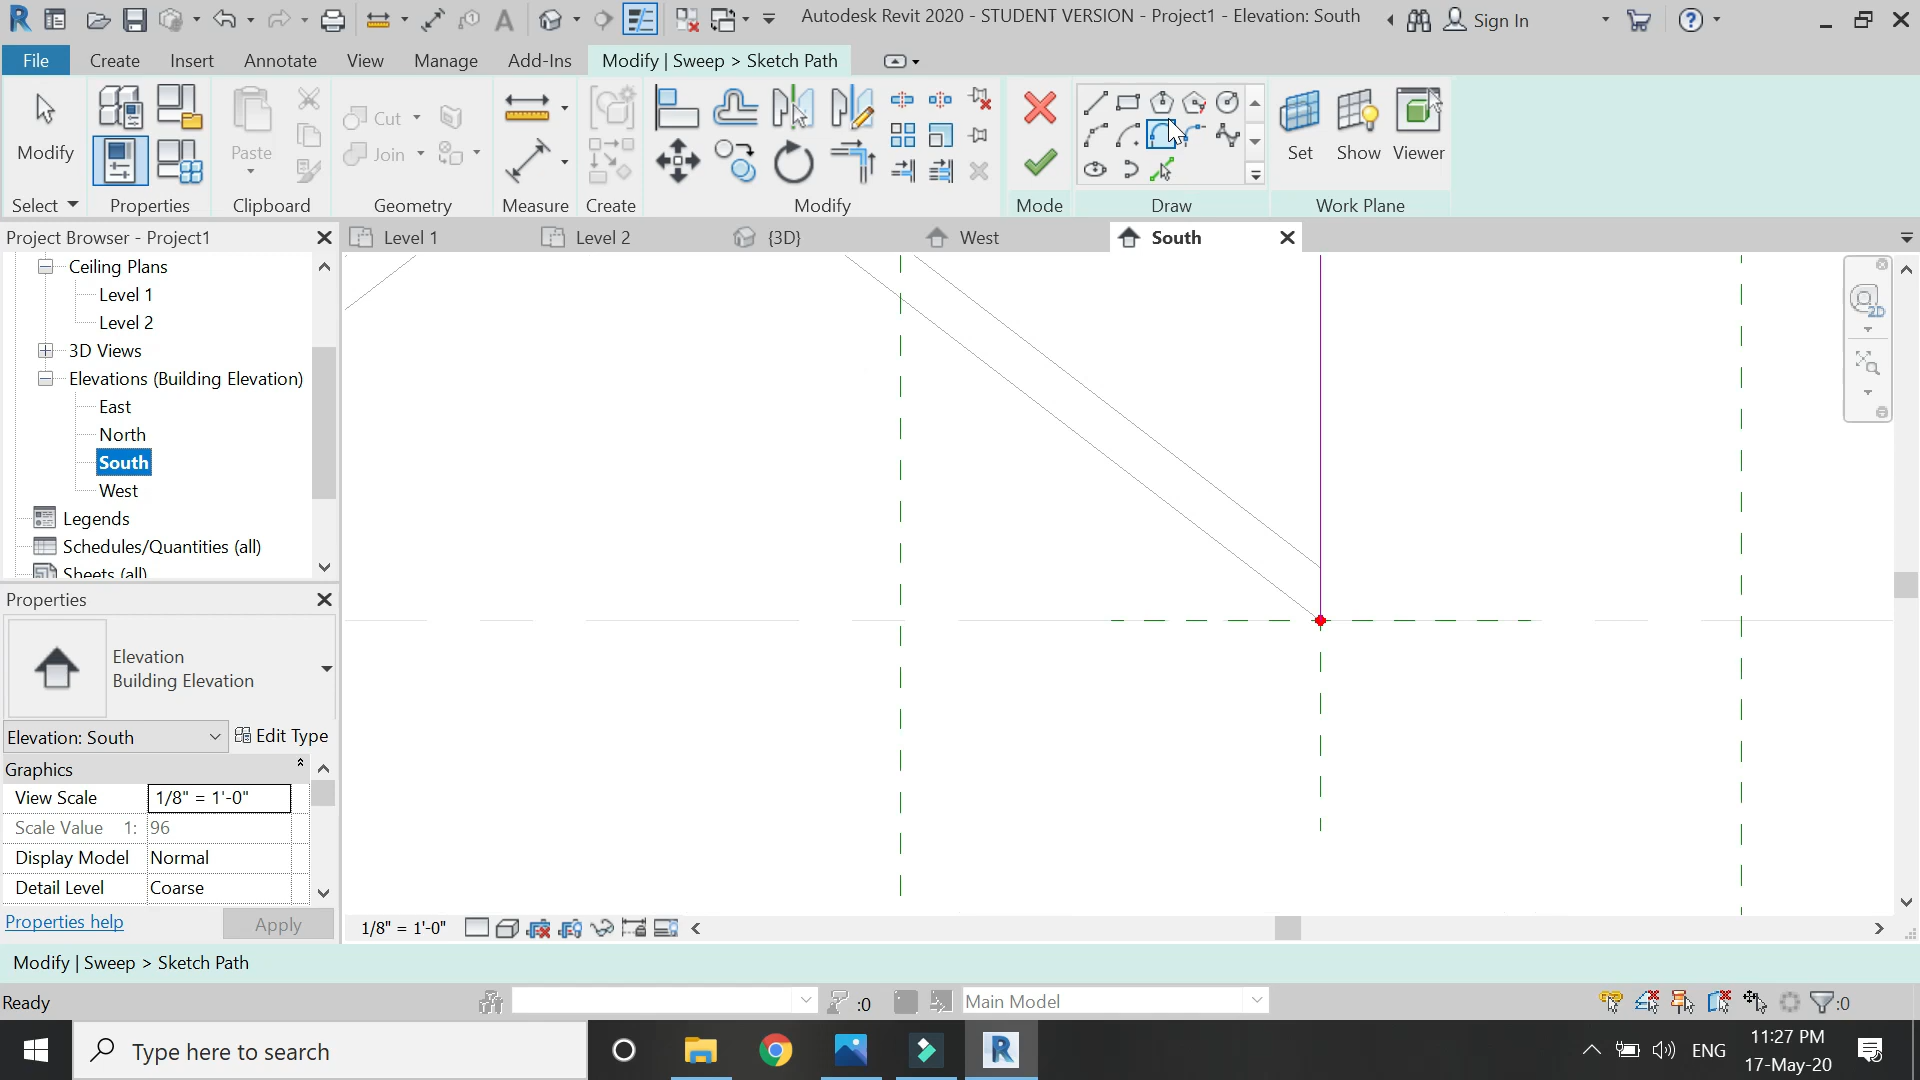 Autodesk Revit 2020 - STUDENT VERSION - Project1 - Elevation: South
Sign In
File Create Insert Annotate View Manage Add-Ins Modify | Sweep > Sketch Path
Modify Paste Cut Join Set Show Viewer
Select Properties Clipboard Geometry Measure Create Modify Mode Draw Work Plane
Project Browser - Project1
Level 1 Level 2 {3D} West South
Ceiling Plans
Level 1
Level 2
3D Views
Elevations (Building Elevation)
East
North
South
West
Legends
Schedules/Quantities (all)
Sheets (all)
2D
Properties
Elevation
Building Elevation
Elevation: South Edit Type
Graphics
View Scale 1/8" = 1'-0"
Scale Value 1: 96
Display Model Normal
Detail Level Coarse
Properties help Apply
1/8" = 1'-0"
Modify | Sweep > Sketch Path
Ready :0 Main Model :0
Type here to search
ENG
11:27 PM
17-May-20